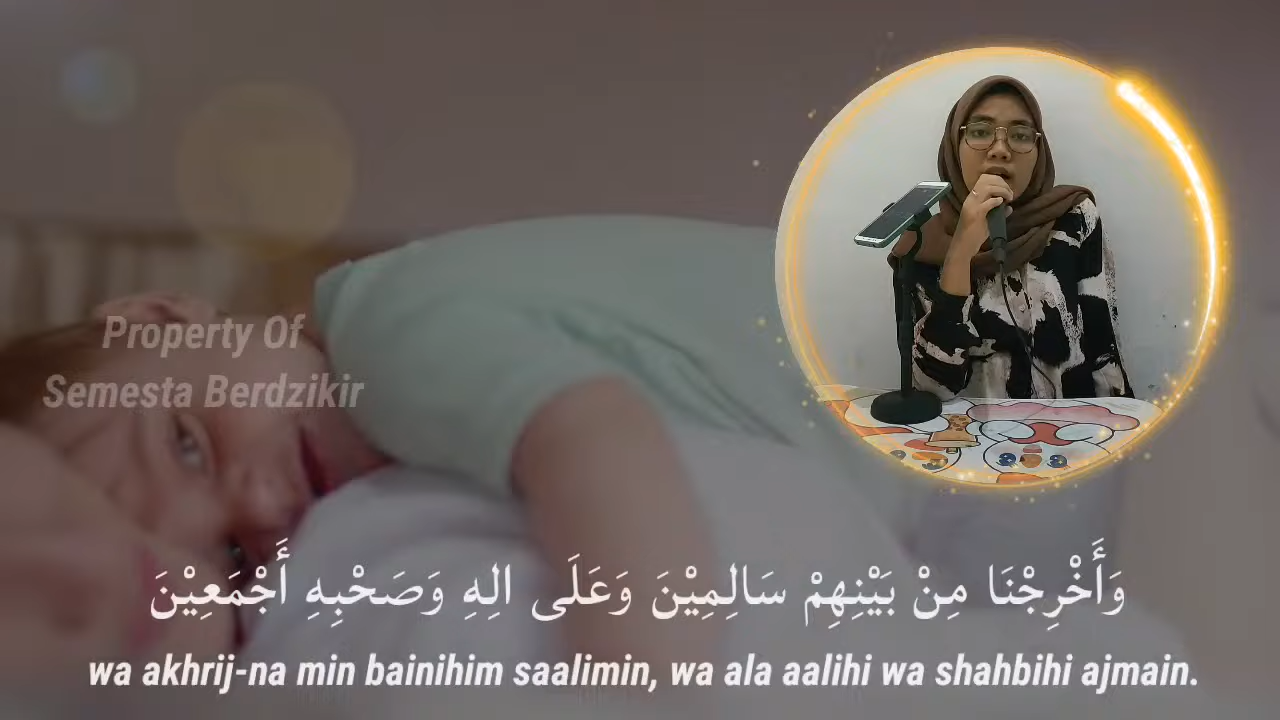 Property Of
Semesta Berdzikir
وَأَخْرِجْنَا مِنْ بَيْنِهِمْ سَالِمِيْنَ وَعَلَى الِهِ وَصَحْبِهِ أَجْمَعِيْنَ
wa akhrij-na min bainihim saalimin, wa ala aalihi wa shahbihi ajmain.